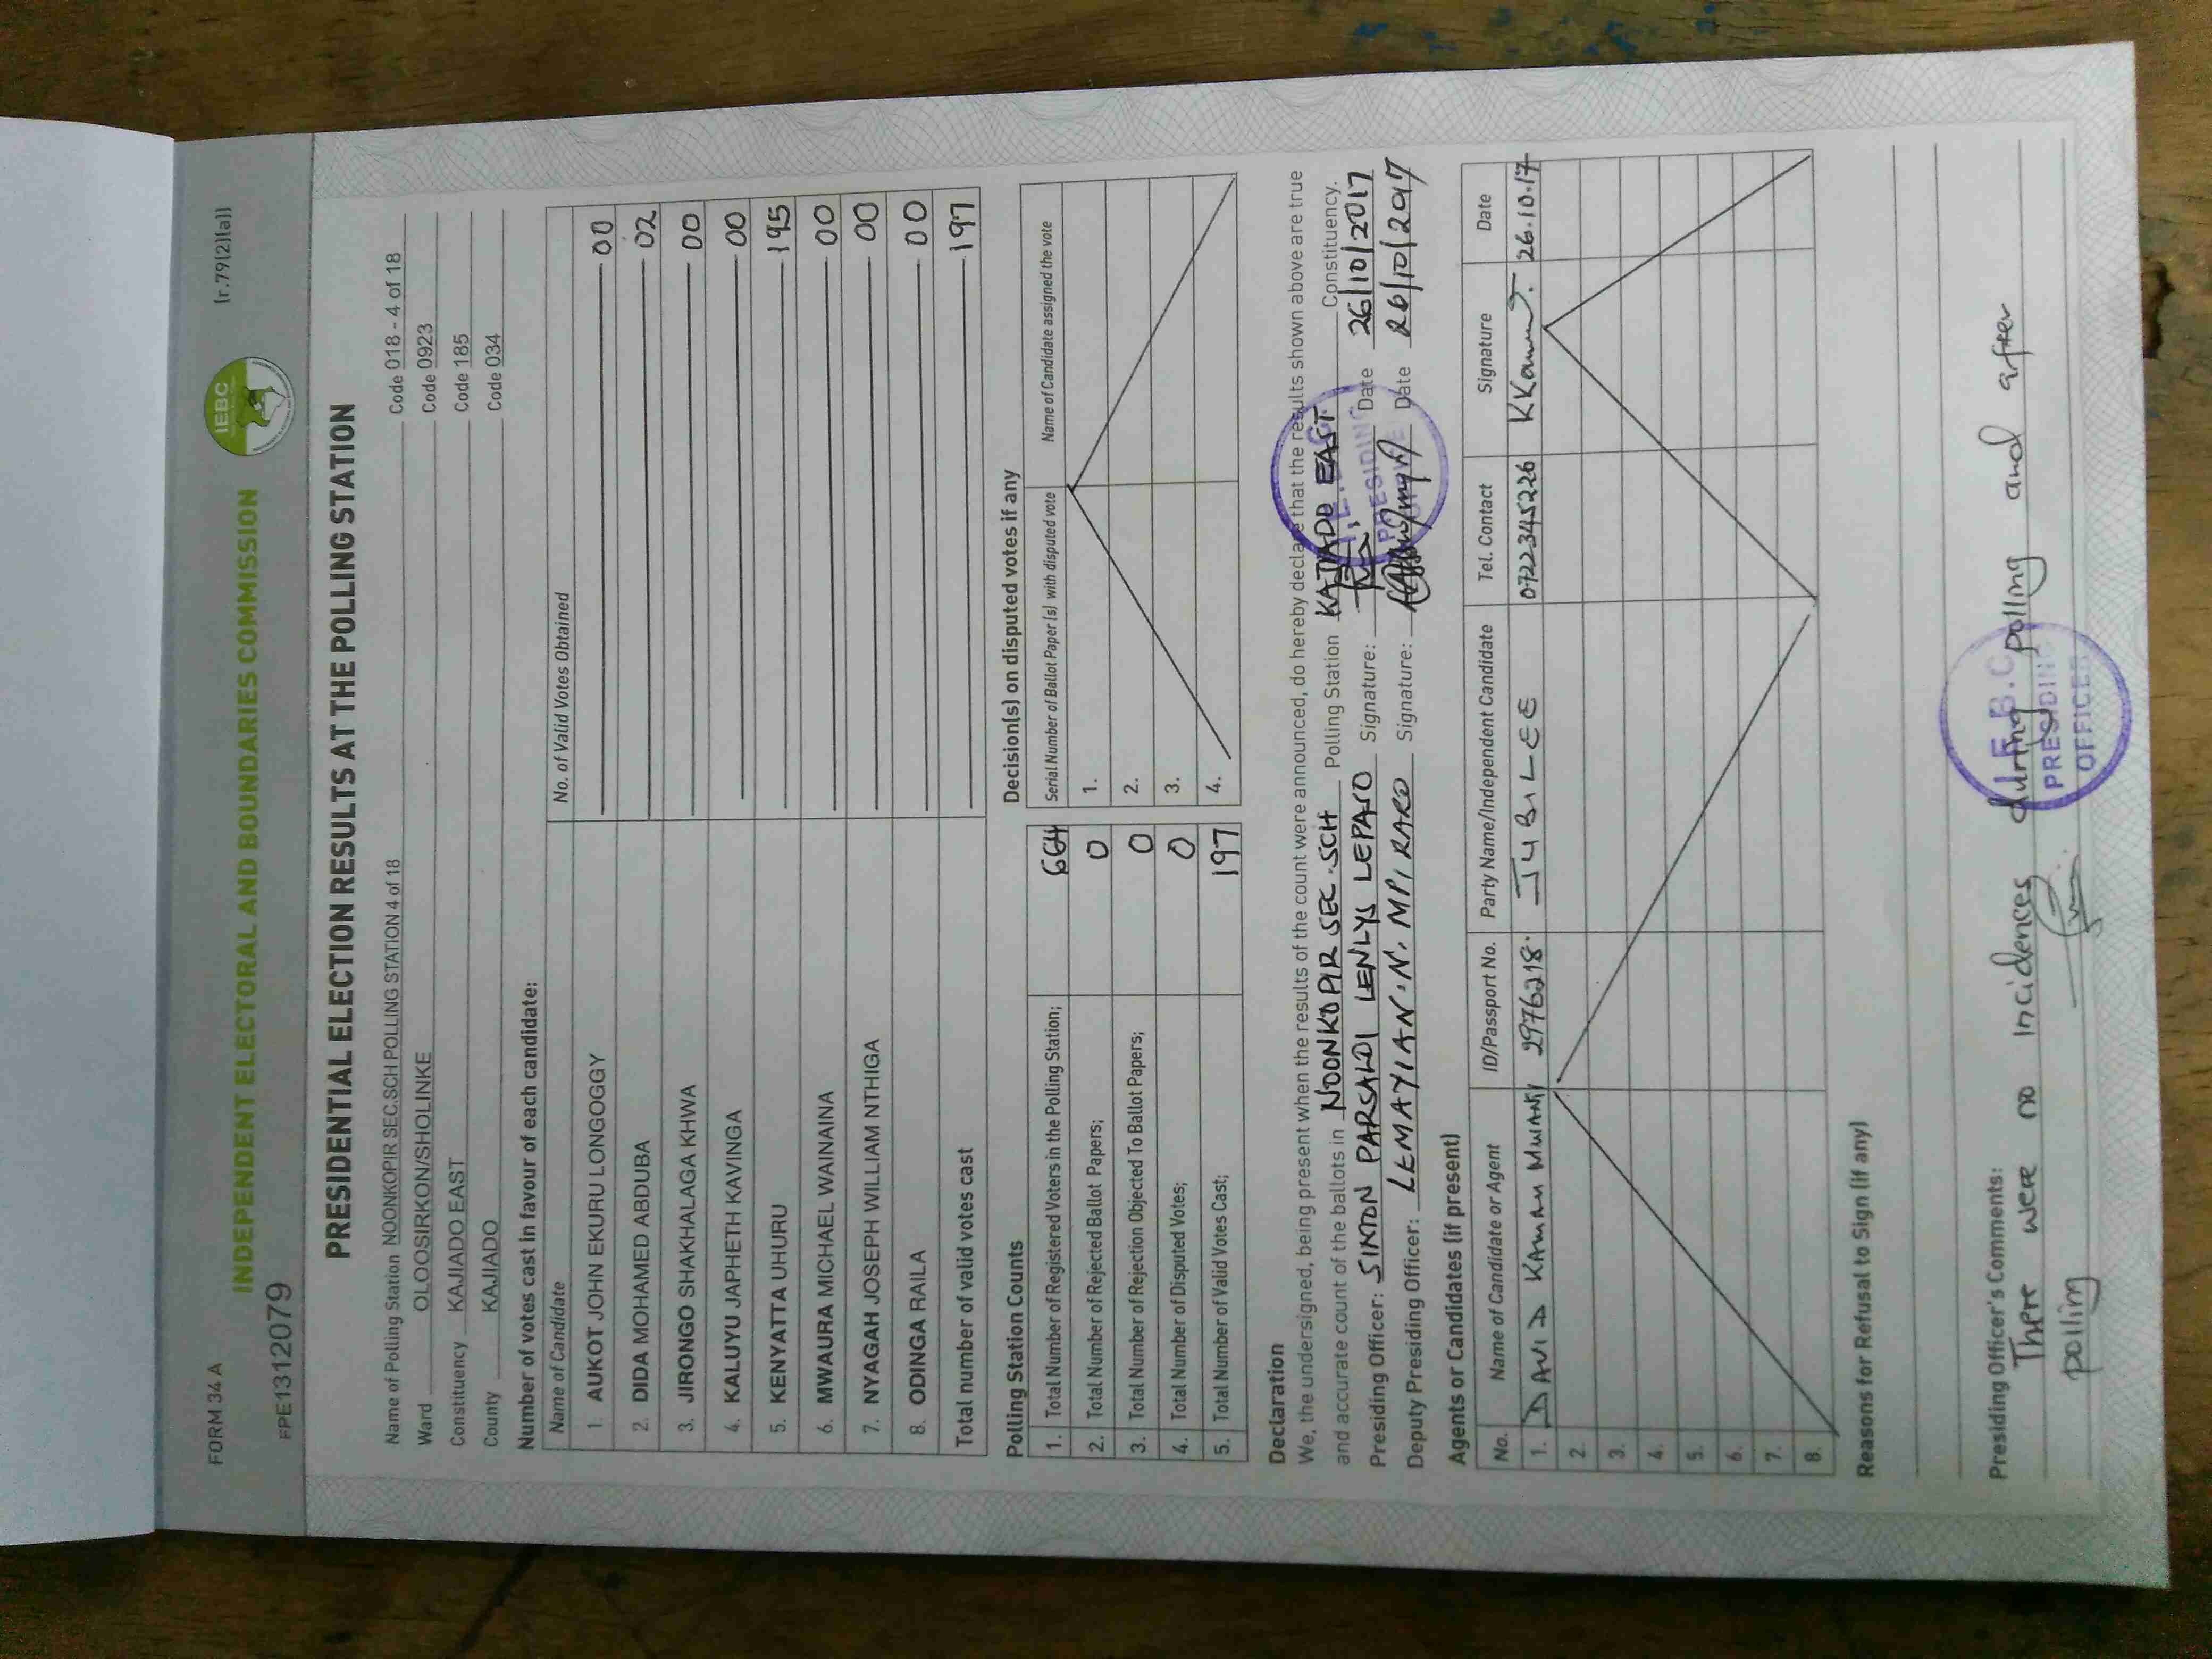 FORM 34 A
INDEPENDENT ELECTORAL AND BOUNDARIES COMMISSION
IEBC
(r.79(2)(a))
FPE1312079
PRESIDENTIAL ELECTION RESULTS AT THE POLLING STATION
Name of Polling Station NOONKOPIR SEC.SCH POLLING STATION 4 of 18 Code 018 - 4 of 18
Ward OLOOSIRKON/SHOLINKE Code 0923
Constituency KAJIADO EAST Code 185
County KAJIADO Code 034
Number of votes cast in favour of each candidate:
Name of Candidate No. of Valid Votes Obtained
1. AUKOT JOHN EKURU LONGOGGY 00
2. DIDA MOHAMED ABDUBA 02
3. JIRONGO SHAKHALAGA KHWA 00
4. KALUYU JAPHETH KAVINGA 00
5. KENYATTA UHURU 195
6. MWAURA MICHAEL WAINAINA 00
7. NYAGAH JOSEPH WILLIAM NTHIGA 00
8. ODINGA RAILA 00
Total number of valid votes cast 197
Polling Station Counts
1. Total Number of Registered Voters in the Polling Station; 664
2. Total Number of Rejected Ballot Papers; 0
3. Total Number of Rejection Objected To Ballot Papers; 0
4. Total Number of Disputed Votes; 0
5. Total Number of Valid Votes Cast; 197
Decision(s) on disputed votes if any
Serial Number of Ballot Paper (s) with disputed vote Name of Candidate assigned the vote
1.
2.
3.
4.
Declaration
We, the undersigned, being present when the results of the count were announced, do hereby declare that the results shown above are true
and accurate count of the ballots in NOONKOPIR SEC.SCH Polling Station KAJIADO EAST Constituency.
Presiding Officer: SIMION PARSALOI LENLYS LEPASO Signature: Date 26/10/2017
Deputy Presiding Officer: LEMAYIAN.N. MPIRARO Signature: Date 26/10/2017
I.E.B.C PRESIDING
Agents or Candidates (if present)
No. Name of Candidate or Agent ID/Passport No. Party Name/Independent Candidate Tel. Contact Signature Date
1. DAVID KAMAU MWANGI 29762218. JUBILEE 0722345226 26.10.17
2.
3.
4.
5.
6.
7.
8.
Reasons for Refusal to Sign (if any)
Presiding Officer's Comments:
There were no Incidences during polling and after
polling
I.E.B.C
PRESIDING
OFFICER